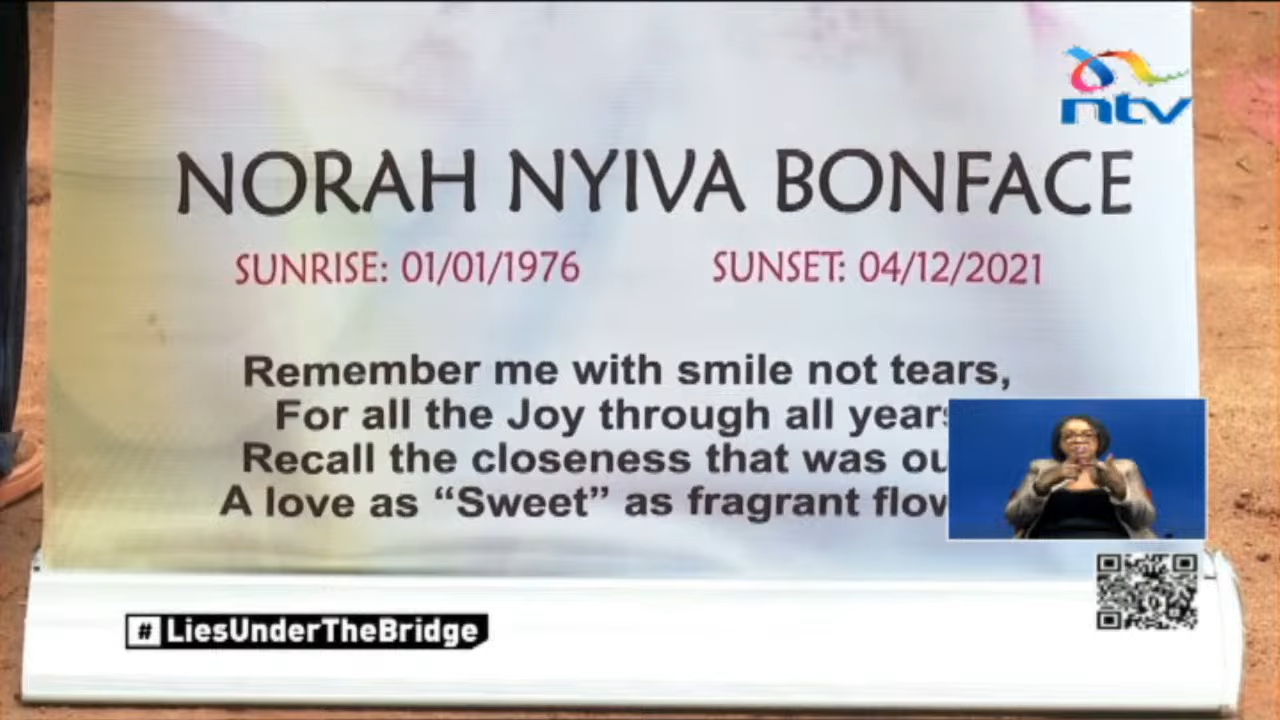 ntv
NORAH NYIVA BONFACE
SUNRISE: 01/01/1976 SUNSET: 04/12/2021
Remember me with smile not tears,
For all the Joy through all years
Recall the closeness that was
A love as “Sweet” as fragrant
# LiesUnderTheBridge